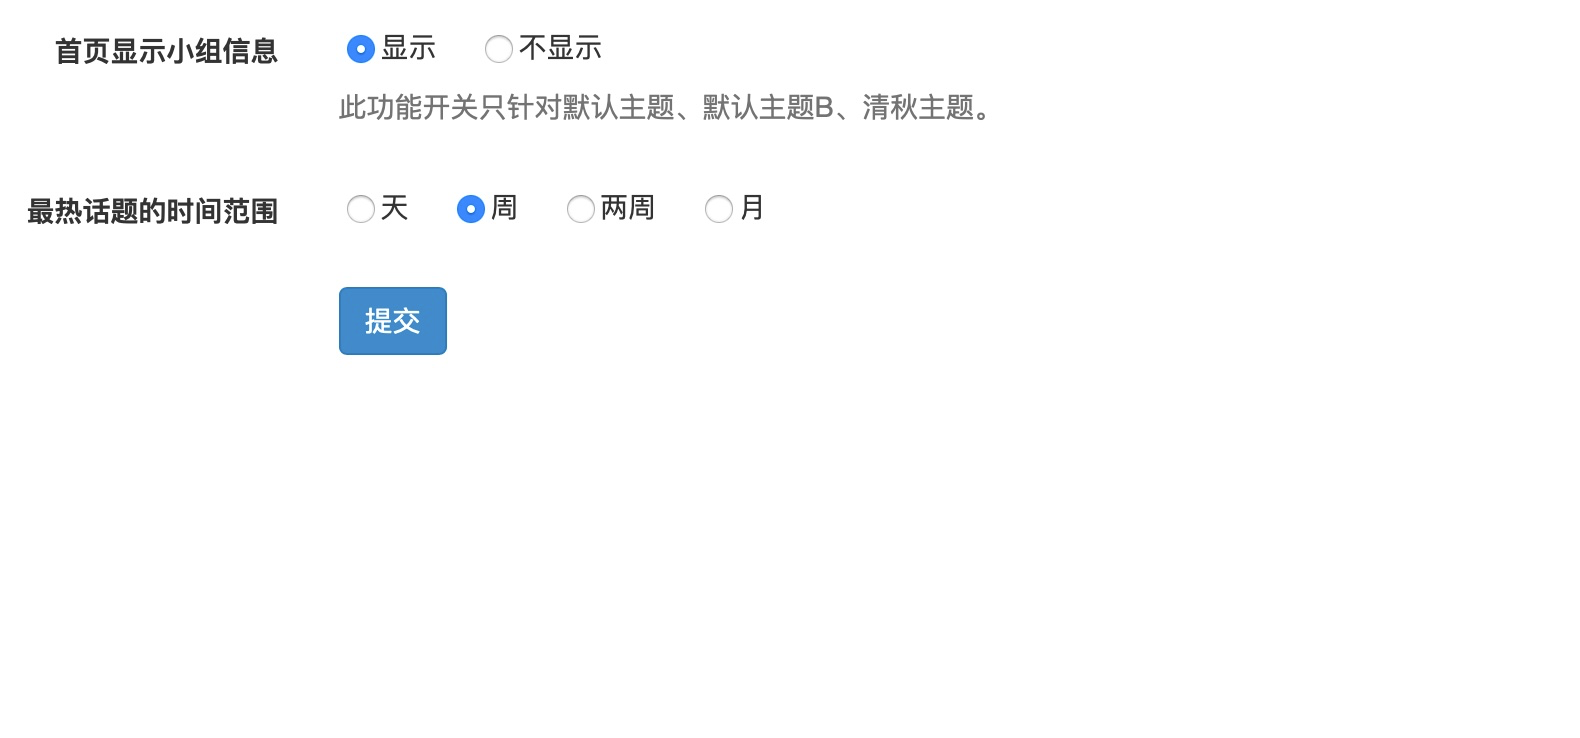 首页显示小组信息 显示 不显示
此功能开关只针对默认主题、默认主题B、清秋主题。
最热话题的时间范围 天 周 两周 月
提交